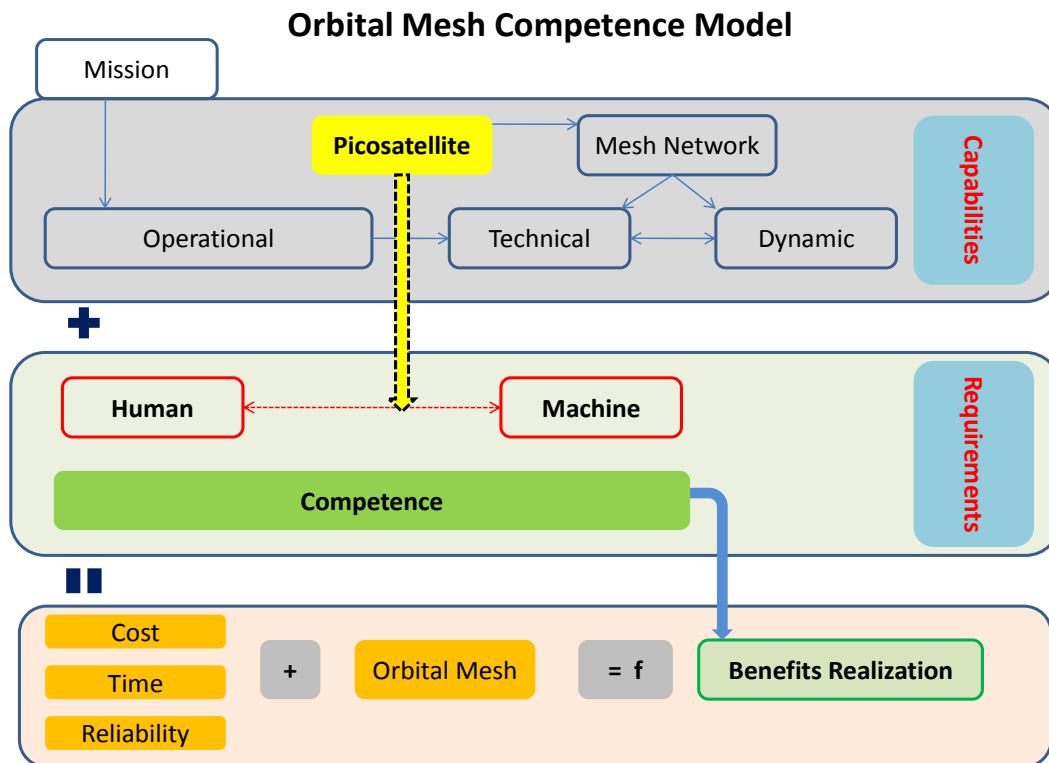 Orbital Mesh Competence Model
Mission
Picosatellite
Mesh Network
Operational
Technical
Dynamic
Capabilities
+
Human
Machine
Competence
Requirements
=
Cost
Time
Reliability
+
Orbital Mesh
= f
Benefits Realization